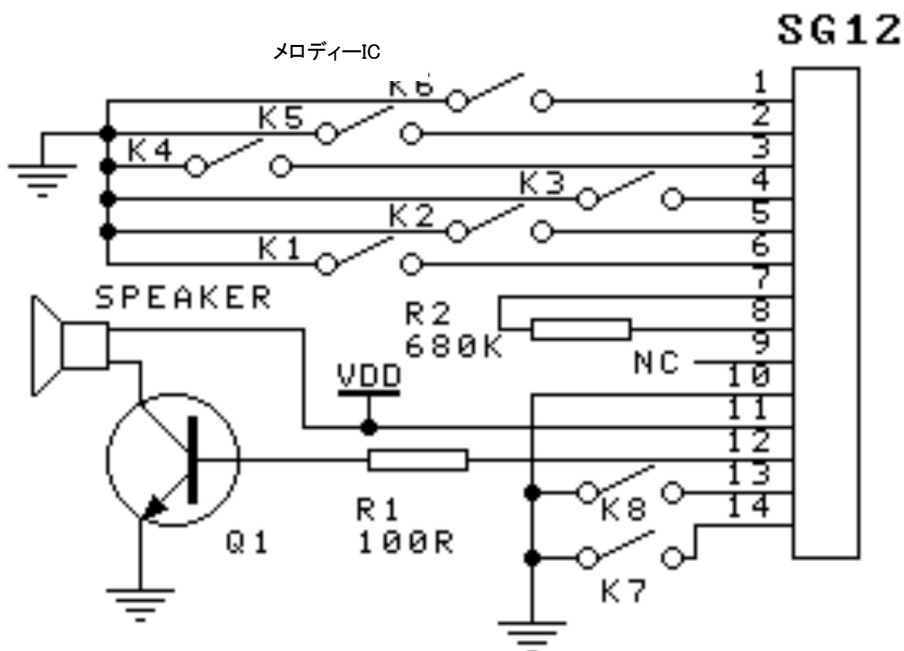 SG12
メロディーIC
K6
1
K5
2
K4
3
K3
4
K2
5
K1
6
7
SPEAKER
R2
680K
8
NC
9
VDD
10
11
12
13
R1
100R
K8
14
Q1
K7